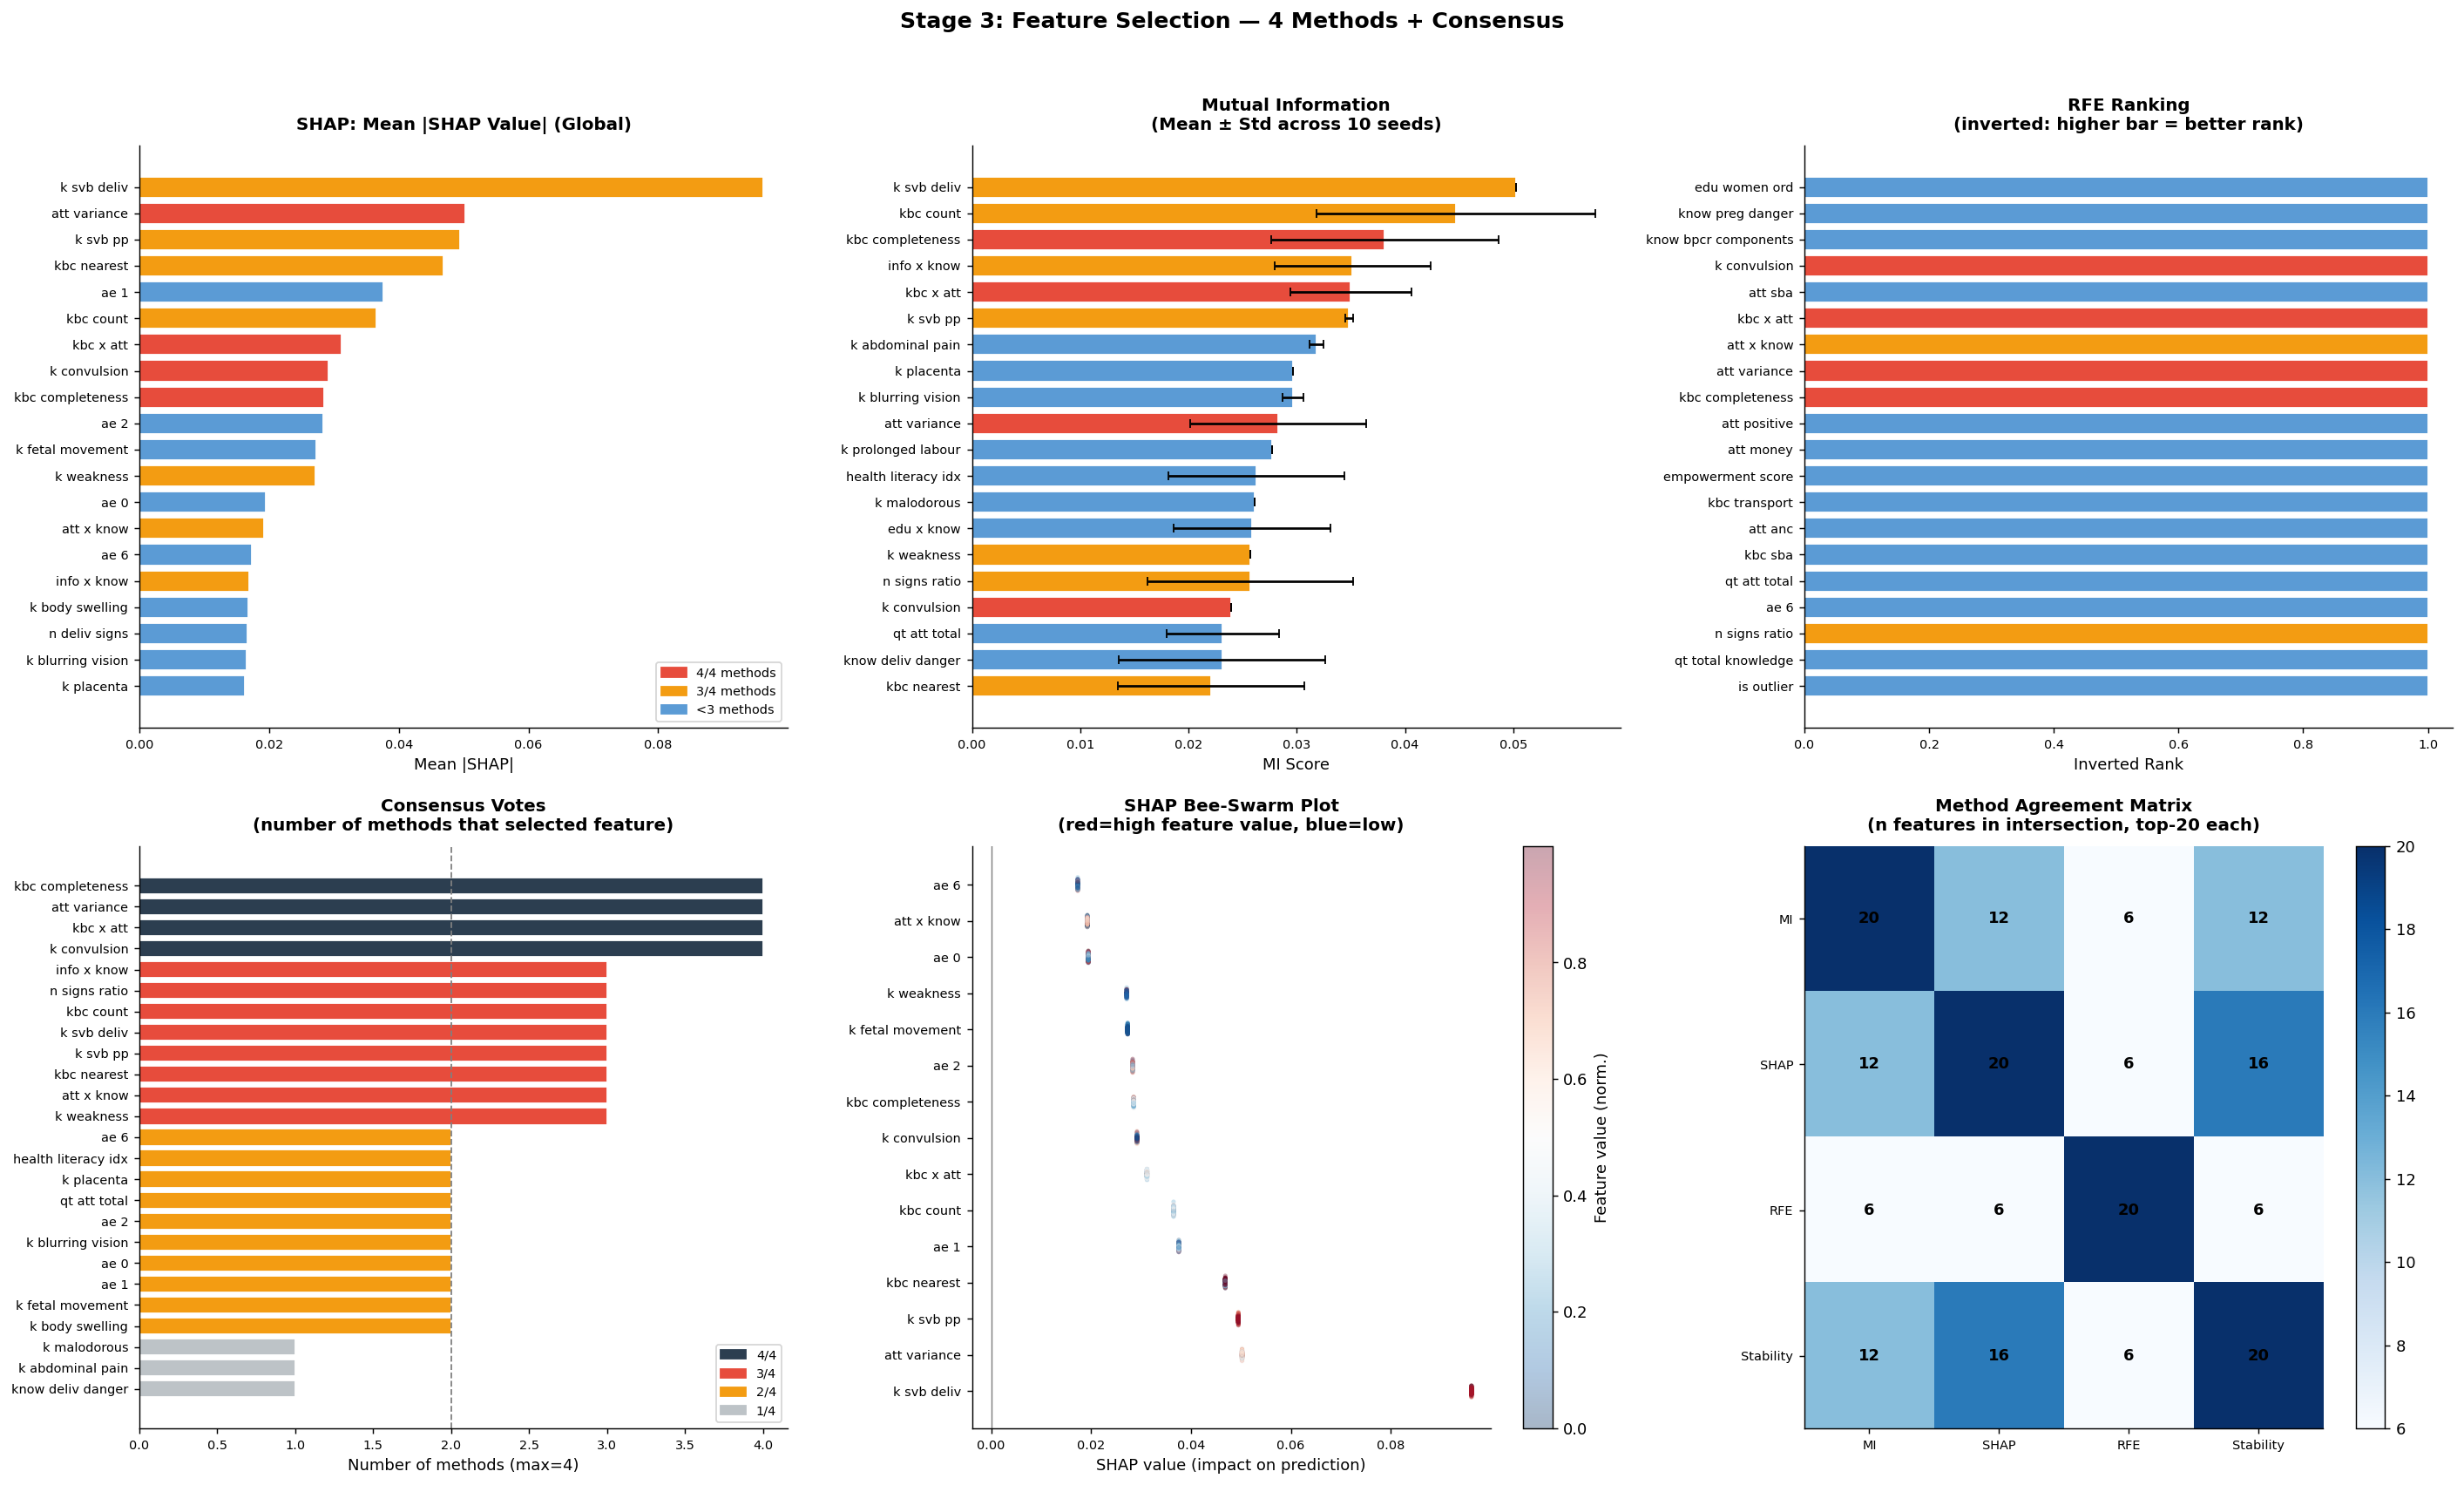 Stage 3: Feature Selection — 4 Methods + Consensus
SHAP: Mean |SHAP Value| (Global)
k svb deliv
att variance
k svb pp
kbc nearest
ae 1
kbc count
kbc x att
k convulsion
kbc completeness
ae 2
k fetal movement
k weakness
ae 0
att x know
ae 6
info x know
k body swelling
n deliv signs
k blurring vision
k placenta
4/4 methods
3/4 methods
<3 methods
0.00 0.02 0.04 0.06 0.08
Mean |SHAP|
Mutual Information
(Mean ± Std across 10 seeds)
k svb deliv
kbc count
kbc completeness
info x know
kbc x att
k svb pp
k abdominal pain
k placenta
k blurring vision
att variance
k prolonged labour
health literacy idx
k malodorous
edu x know
k weakness
n signs ratio
k convulsion
qt att total
know deliv danger
kbc nearest
0.00 0.01 0.02 0.03 0.04 0.05
MI Score
RFE Ranking
(inverted: higher bar = better rank)
edu women ord
know preg danger
know bpcr components
k convulsion
att sba
kbc x att
att x know
att variance
kbc completeness
att positive
att money
empowerment score
kbc transport
att anc
kbc sba
qt att total
ae 6
n signs ratio
qt total knowledge
is outlier
0.0 0.2 0.4 0.6 0.8 1.0
Inverted Rank
Consensus Votes
(number of methods that selected feature)
kbc completeness
att variance
kbc x att
k convulsion
info x know
n signs ratio
kbc count
k svb deliv
k svb pp
kbc nearest
att x know
k weakness
ae 6
health literacy idx
k placenta
qt att total
ae 2
k blurring vision
ae 0
ae 1
k fetal movement
k body swelling
k malodorous
k abdominal pain
know deliv danger
4/4
3/4
2/4
1/4
0.0 0.5 1.0 1.5 2.0 2.5 3.0 3.5 4.0
Number of methods (max=4)
SHAP Bee-Swarm Plot
(red=high feature value, blue=low)
ae 6
att x know
ae 0
k weakness
k fetal movement
ae 2
kbc completeness
k convulsion
kbc x att
kbc count
ae 1
kbc nearest
k svb pp
att variance
k svb deliv
0.00 0.02 0.04 0.06 0.08
SHAP value (impact on prediction)
0.8
0.6
0.4
0.2
0.0
Feature value (norm.)
Method Agreement Matrix
(n features in intersection, top-20 each)
MI 20 12 6 12
SHAP 12 20 6 16
RFE 6 6 20 6
Stability 12 16 6 20
MI SHAP RFE Stability
20
18
16
14
12
10
8
6